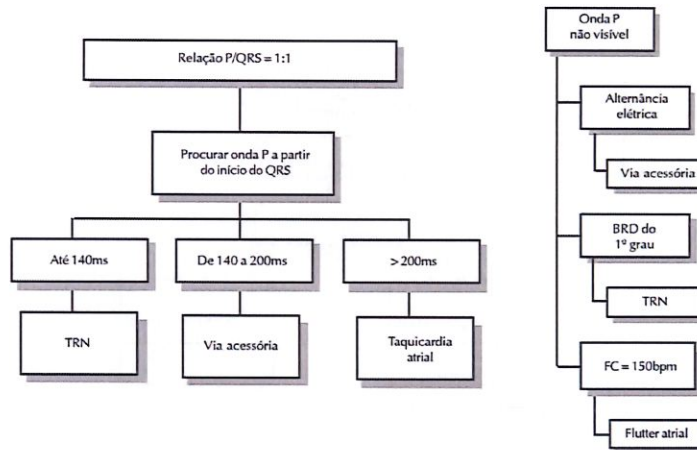 Relação P/QRS = 1:1
Procurar onda P a partir
do início do QRS
Até 140ms
De 140 a 200ms
> 200ms
TRN
Via acessória
Taquicardia
atrial
Onda P
não visível
Alternância
elétrica
Via acessória
BRD do
1º grau
TRN
FC = 150bpm
Flutter atrial